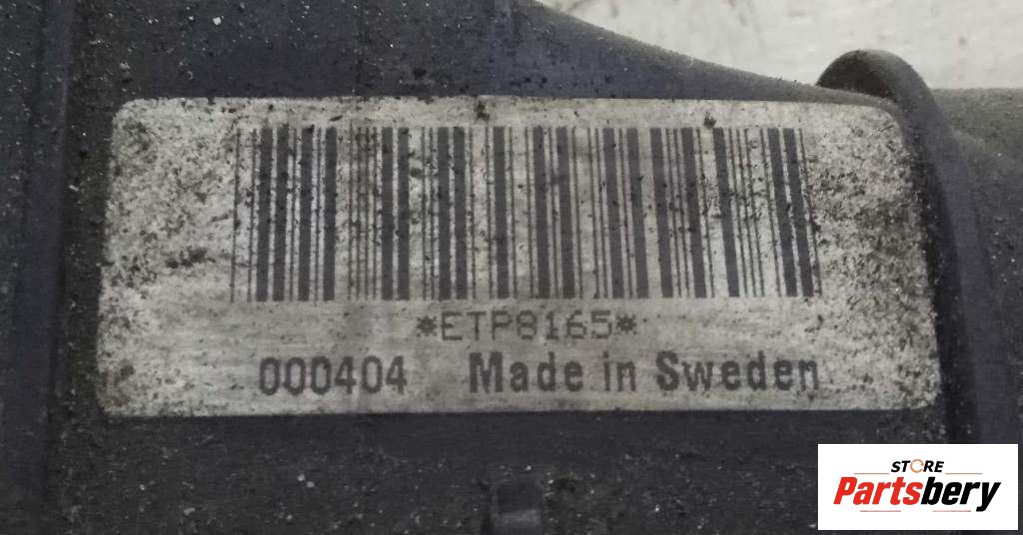 *ETP8165*
000404 Made in Sweden
STORE
Partsbery